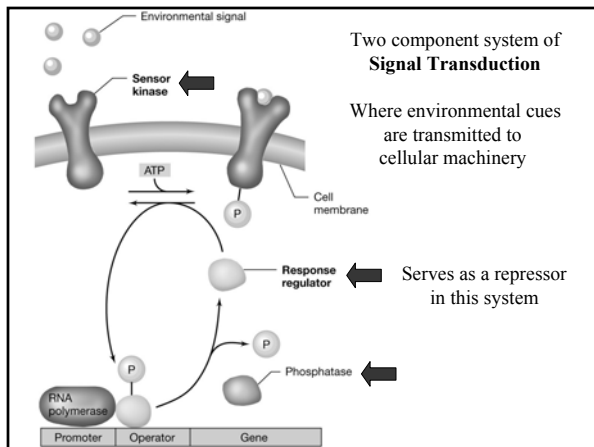 Environmental signal
Two component system of
Signal Transduction
Sensor
kinase
Where environmental cues
are transmitted to
cellular machinery
ATP
Cell
membrane
P
Response
regulator
Serves as a repressor
in this system
P
P
Phosphatase
RNA
polymerase
Promoter
Operator
Gene